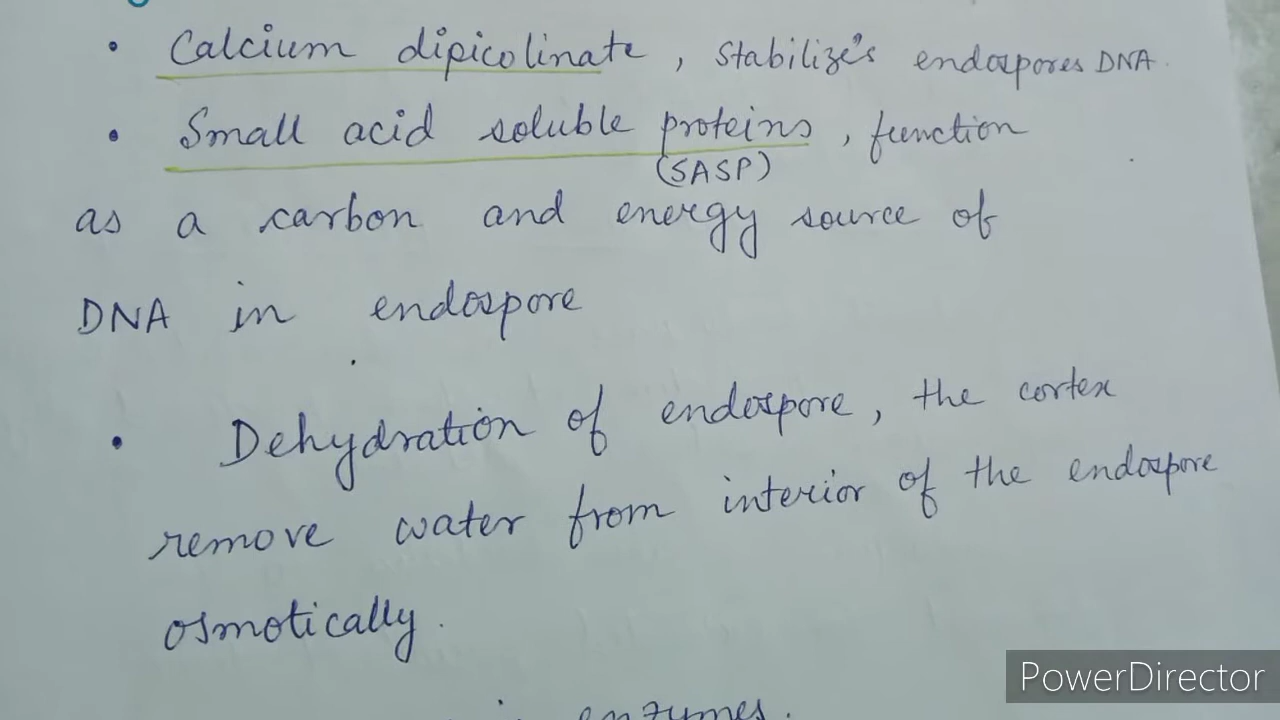 • Calcium dipicolinate, Stabilize's endospores DNA.
• Small acid soluble proteins, function
(SASP)
as a carbon and energy source of
DNA in endospore
• Dehydration of endospore, the cortex
remove water from interior of the endospore
osmotically.
enzymes.
PowerDirector